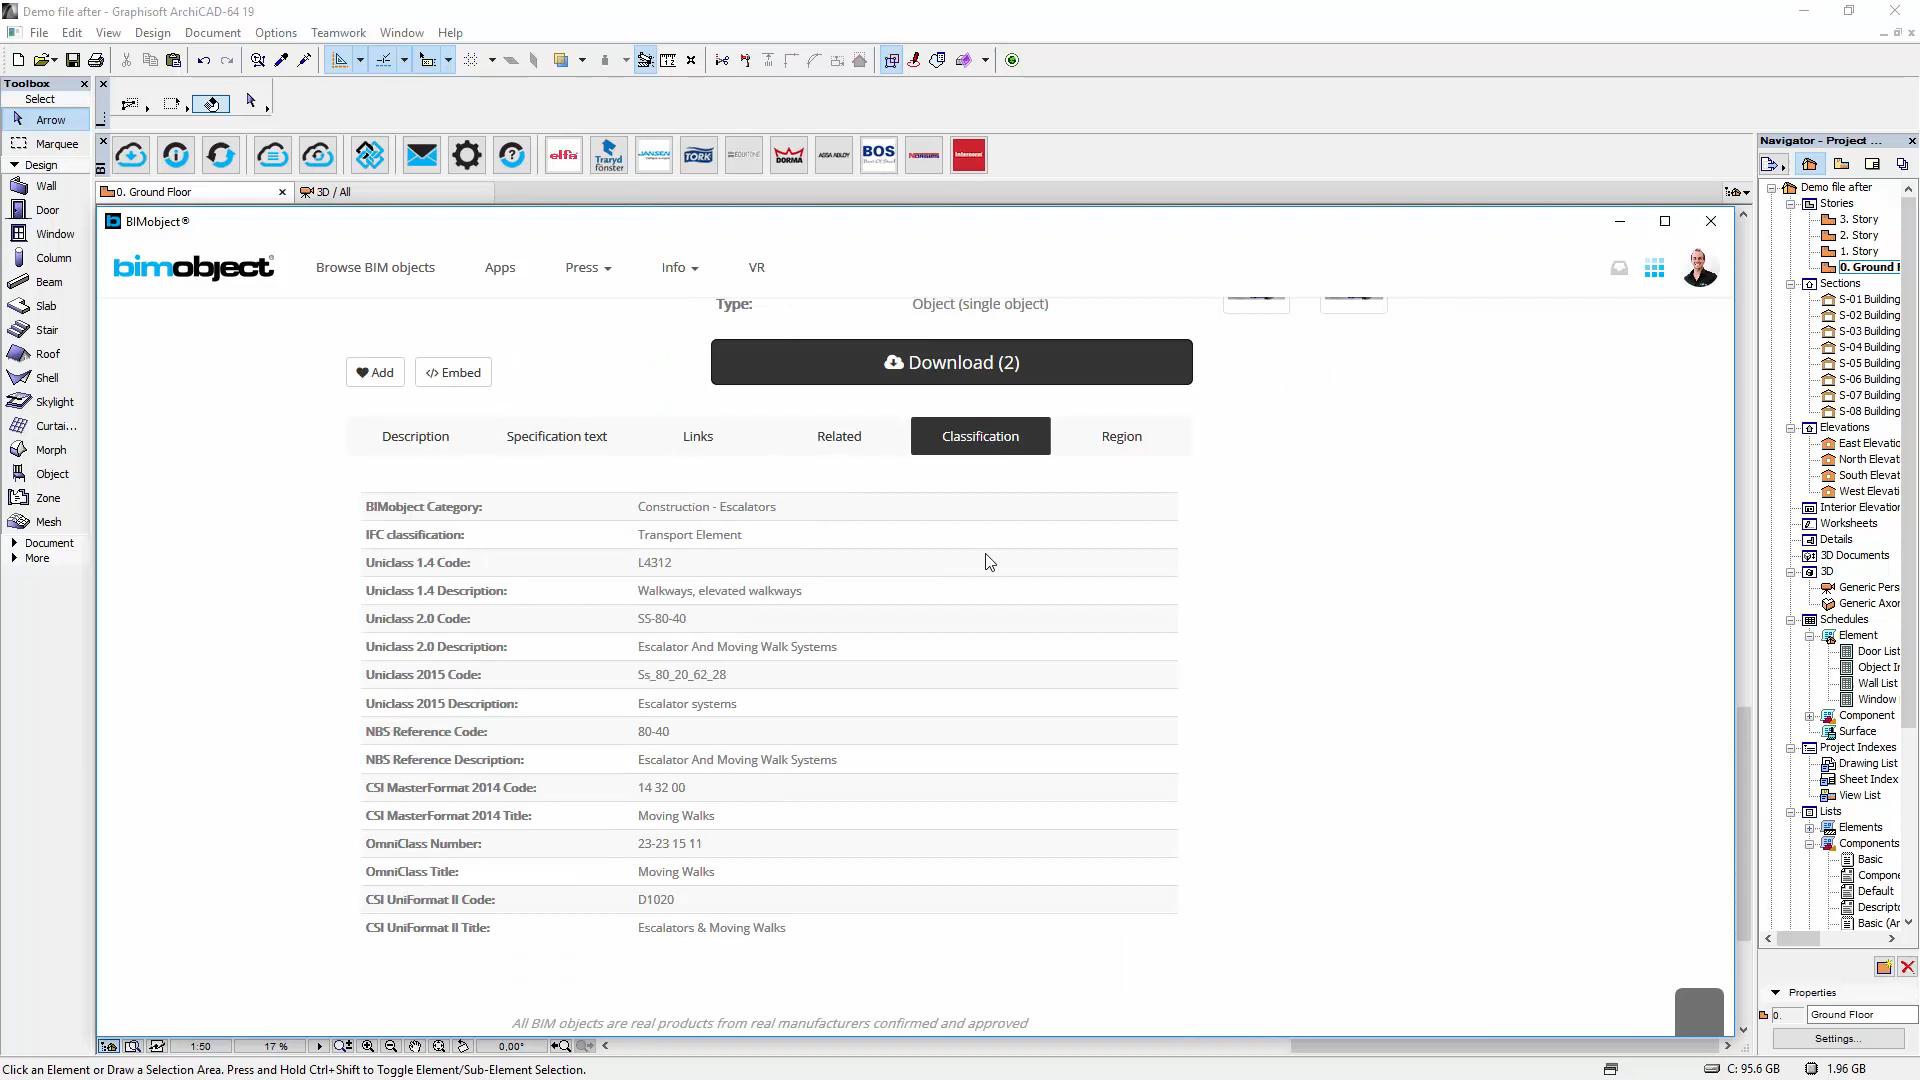 Demo file after - Graphisoft ArchiCAD-64 19
File Edit View Design Document Options Teamwork Window Help
Toolbox
Select
Arrow
Marquee
Design
Wall
Door
Window
Column
Beam
Slab
Stair
Roof
Shell
Skylight
Curtai...
Morph
Object
Zone
Mesh
Document
More
elfa Traryd fönster JANSEN TORK EQUITONE DORMA ASSA ABLOY BOS
0. Ground Floor
3D / All
BIMobject®
bimobject®
Browse BIM objects Apps Press Info VR
Type: Object (single object)
Add
</> Embed
Download (2)
Description Specification text Links Related Classification Region
BIMobject Category: Construction - Escalators
IFC classification: Transport Element
Uniclass 1.4 Code: L4312
Uniclass 1.4 Description: Walkways, elevated walkways
Uniclass 2.0 Code: SS-80-40
Uniclass 2.0 Description: Escalator And Moving Walk Systems
Uniclass 2015 Code: Ss_80_20_62_28
Uniclass 2015 Description: Escalator systems
NBS Reference Code: 80-40
NBS Reference Description: Escalator And Moving Walk Systems
CSI MasterFormat 2014 Code: 14 32 00
CSI MasterFormat 2014 Title: Moving Walks
OmniClass Number: 23-23 15 11
OmniClass Title: Moving Walks
CSI UniFormat II Code: D1020
CSI UniFormat II Title: Escalators & Moving Walks
All BIM objects are real products from real manufacturers confirmed and approved
Navigator - Project ...
Demo file after
Stories
3. Story
2. Story
1. Story
0. Ground F
Sections
S-01 Building
S-02 Building
S-03 Building
S-04 Building
S-05 Building
S-06 Building
S-07 Building
S-08 Building
Elevations
East Elevatio
North Elevat
South Elevat
West Elevati
Interior Elevation
Worksheets
Details
3D Documents
3D
Generic Pers
Generic Axor
Schedules
Element
Door List
Object In
Wall List
Window
Component
Surface
Project Indexes
Drawing List
Sheet Index
View List
Lists
Elements
Components
Basic
Compone
Default
Descripto
Basic (Ar
Properties
0. Ground Floor
Settings...
1:50 17 % 0,00°
Click an Element or Draw a Selection Area. Press and Hold Ctrl+Shift to Toggle Element/Sub-Element Selection.
C: 95.6 GB 1.96 GB